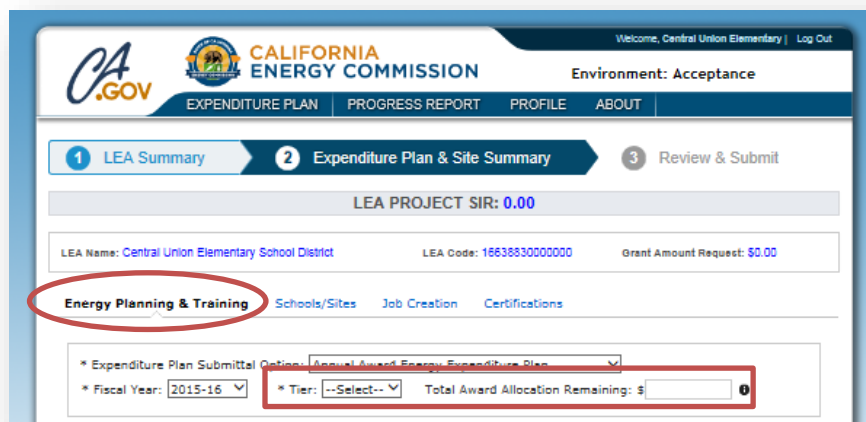 Welcome, Central Union Elementary | Log Out
CA.GOV
CALIFORNIA
ENERGY COMMISSION
Environment: Acceptance
EXPENDITURE PLAN | PROGRESS REPORT PROFILE ABOUT
1 LEA Summary 2 Expenditure Plan & Site Summary 3 Review & Submit
LEA PROJECT SIR: 0.00
LEA Name: Central Union Elementary School District LEA Code: 16638830000000 Grant Amount Request: $0.00
Energy Planning & Training Schools/Sites Job Creation Certifications
* Expenditure Plan Submittal Option: Annual Award Energy Expenditure Plan
* Fiscal Year: 2015-16 * Tier: --Select-- Total Award Allocation Remaining: $